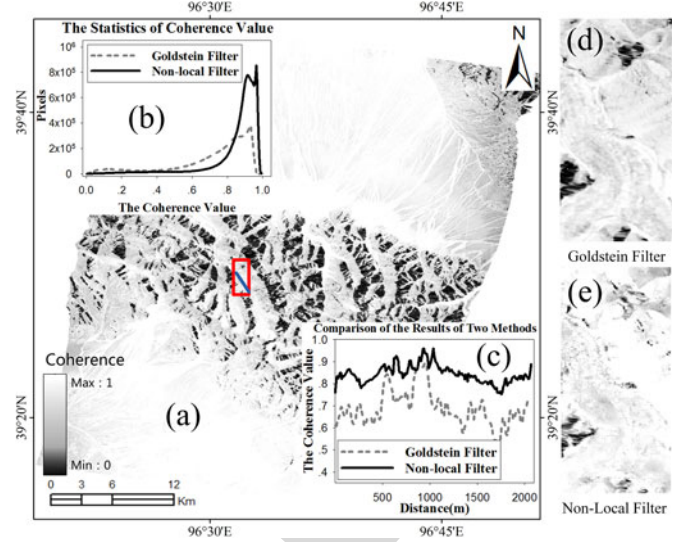 96°30'E 96°45'E
The Statistics of Coherence Value
10⁶
8x10⁵
6x10⁵
4x10⁵
2x10⁵
0
Pixels
Goldstein Filter
Non-local Filter
(b)
0.0 .2 .4 .6 .8 1.0
The Coherence Value
N
39°40'N
39°40'N
39°20'N
39°20'N
Coherence
Max : 1
Min : 0
(a)
0 3 6 12
Km
Comparison of the Results of Two Methods
1.0
.9
.8
.7
.6
.5
.4
The Coherence Value
(c)
Goldstein Filter
Non-local Filter
500 1000 1500 2000
Distance(m)
96°30'E 96°45'E
(d)
Goldstein Filter
(e)
Non-Local Filter